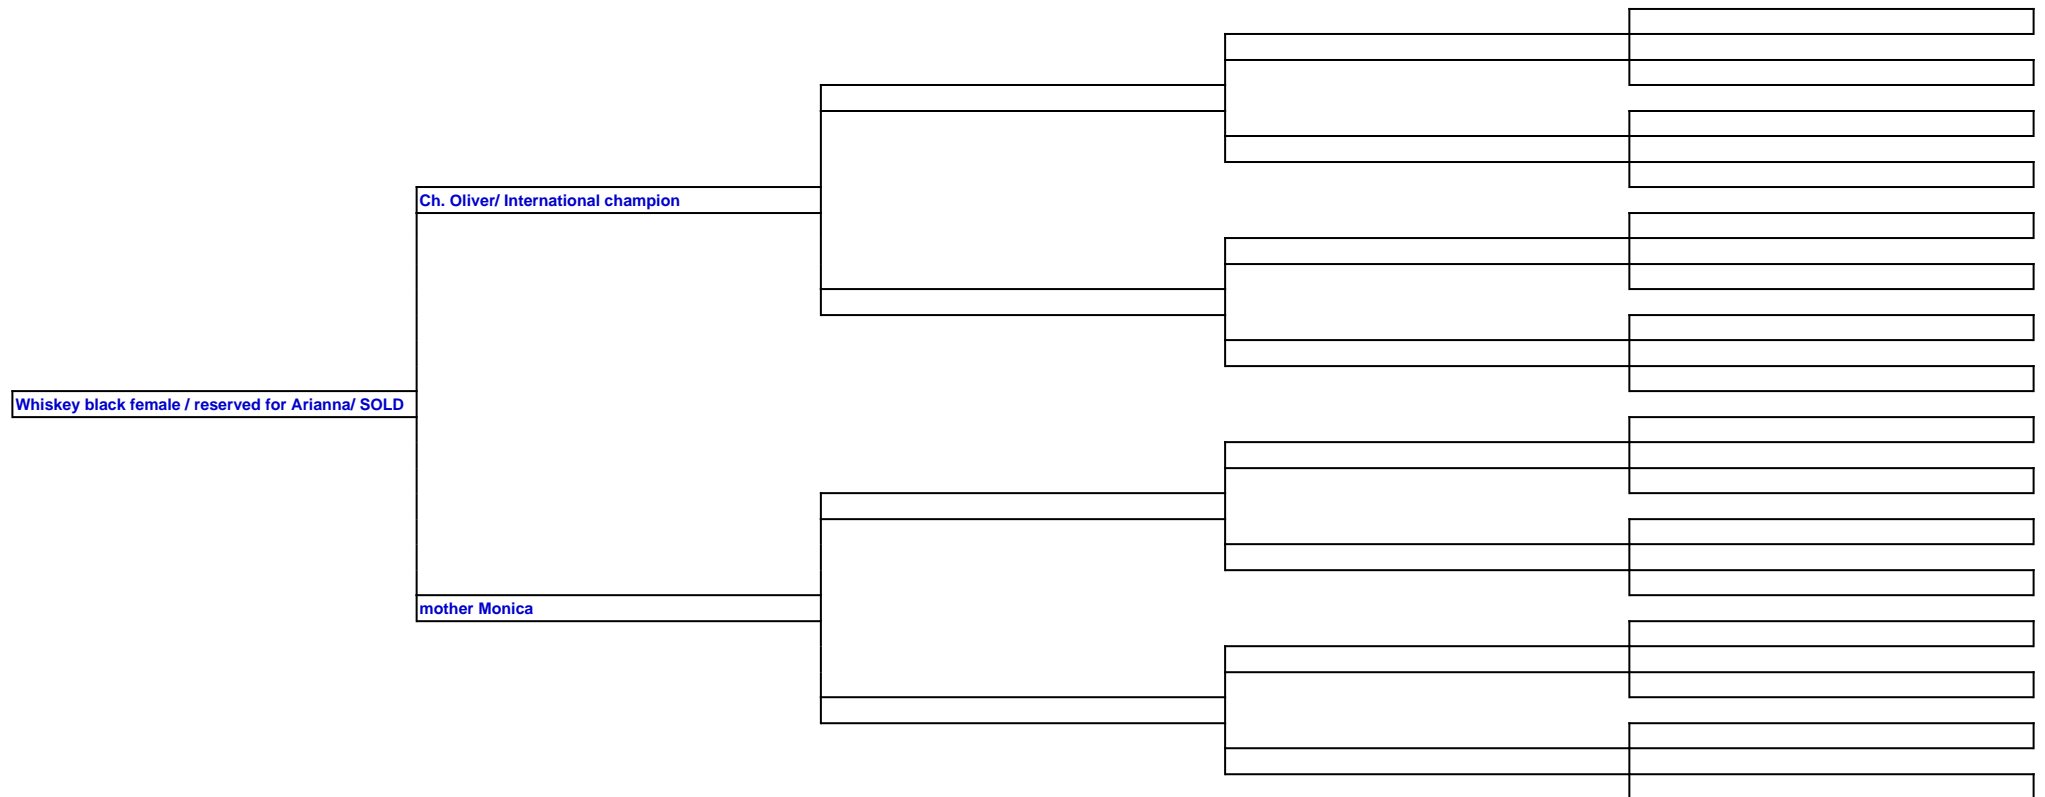 Ch. Oliver/ International champion
Whiskey black female / reserved for Arianna/ SOLD
mother Monica